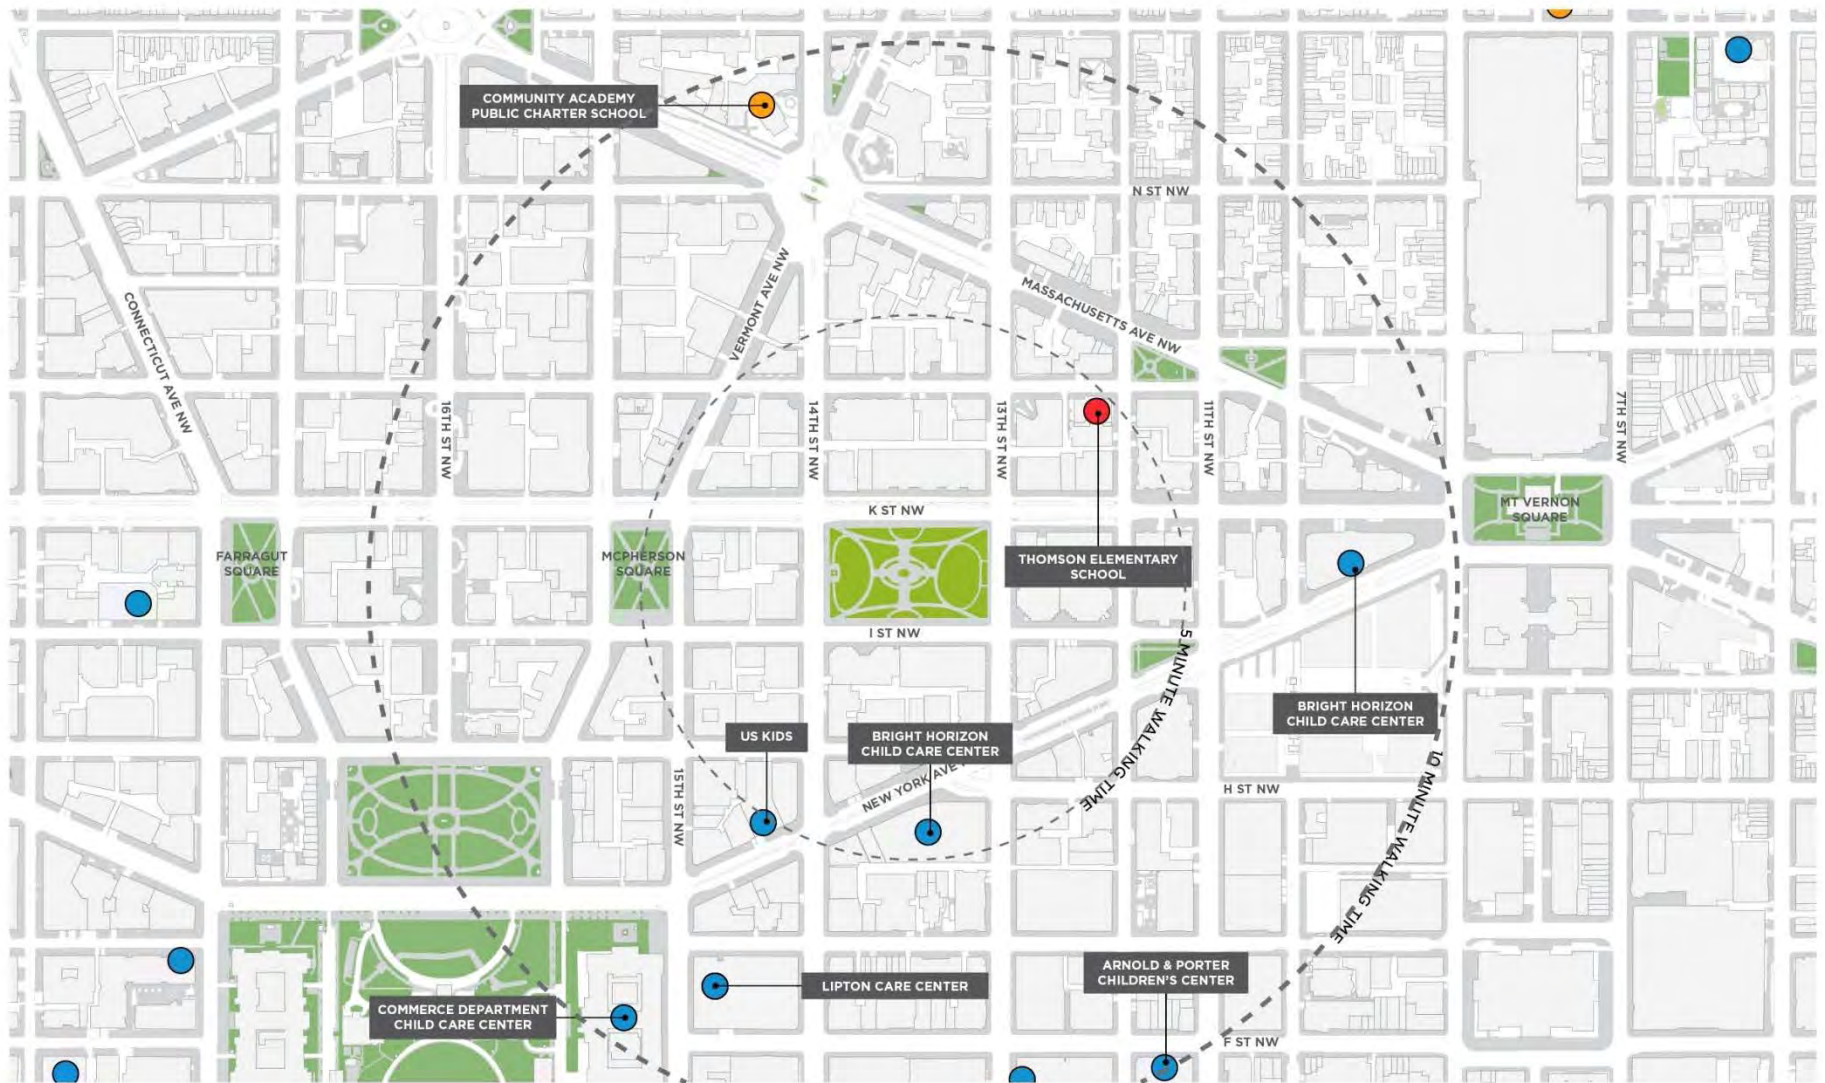 COMMUNITY ACADEMY
PUBLIC CHARTER SCHOOL
N ST NW
CONNECTICUT AVE NW
VERMONT AVE NW
MASSACHUSETTS AVE NW
16TH ST NW
14TH ST NW
13TH ST NW
11TH ST NW
7TH ST NW
K ST NW
MT VERNON
SQUARE
FARRAGUT
SQUARE
MCPHERSON
SQUARE
THOMSON ELEMENTARY
SCHOOL
I ST NW
5 MINUTE WALKING TIME
BRIGHT HORIZON
CHILD CARE CENTER
US KIDS
BRIGHT HORIZON
CHILD CARE CENTER
15TH ST NW
NEW YORK AVE
H ST NW
10 MINUTE WALKING TIME
ARNOLD & PORTER
CHILDREN'S CENTER
LIPTON CARE CENTER
COMMERCE DEPARTMENT
CHILD CARE CENTER
F ST NW